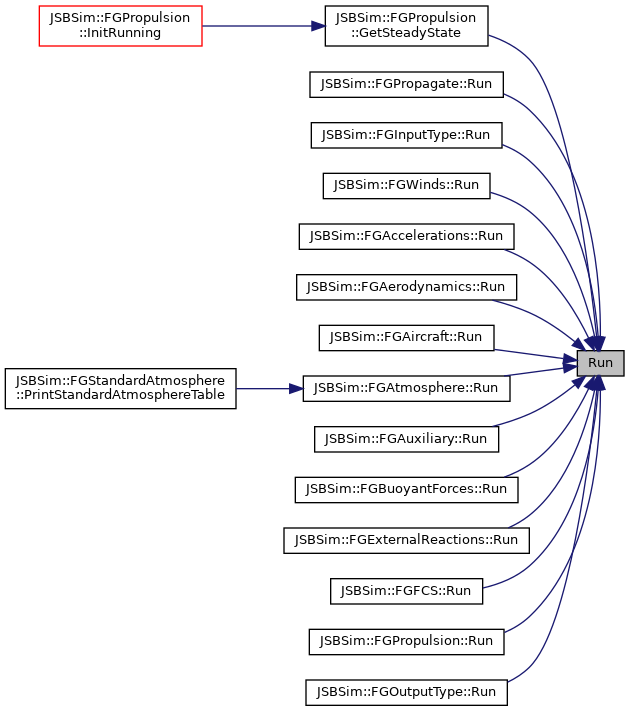 JSBSim::FGPropulsion
::InitRunning
JSBSim::FGPropulsion
::GetSteadyState
JSBSim::FGPropagate::Run
JSBSim::FGInputType::Run
JSBSim::FGWinds::Run
JSBSim::FGAccelerations::Run
JSBSim::FGAerodynamics::Run
JSBSim::FGAircraft::Run
Run
JSBSim::FGStandardAtmosphere
::PrintStandardAtmosphereTable
JSBSim::FGAtmosphere::Run
JSBSim::FGAuxiliary::Run
JSBSim::FGBuoyantForces::Run
JSBSim::FGExternalReactions::Run
JSBSim::FGFCS::Run
JSBSim::FGPropulsion::Run
JSBSim::FGOutputType::Run